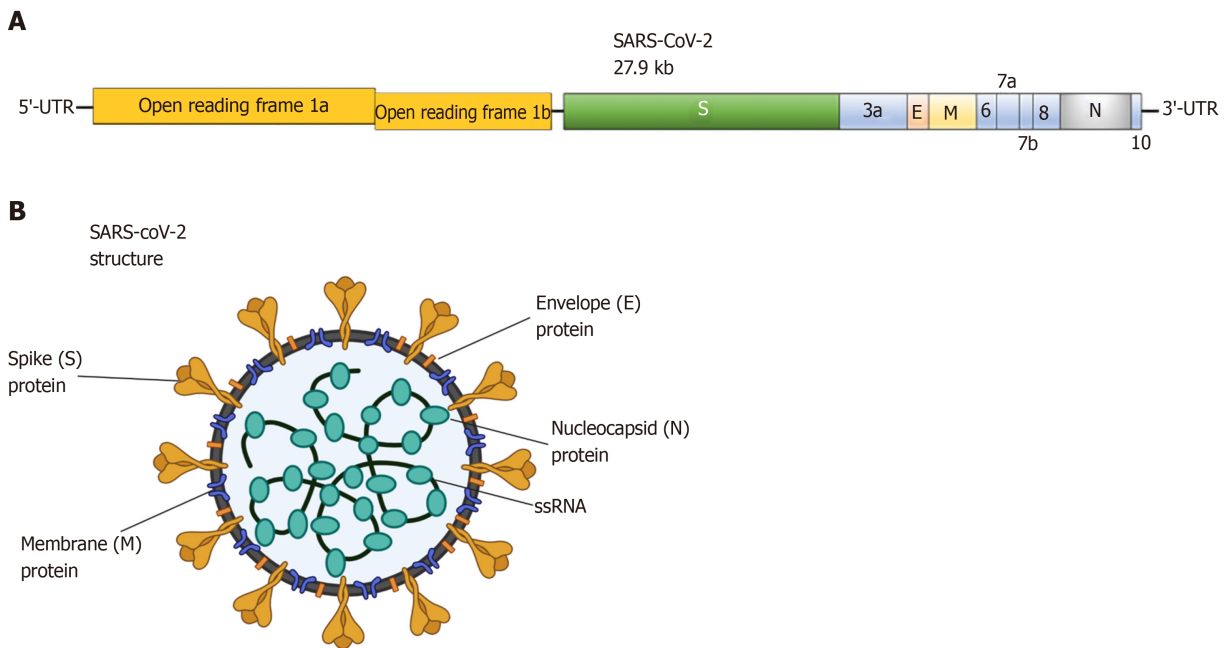 A
SARS-CoV-2
27.9 kb
7a
5'-UTR
Open reading frame 1a
Open reading frame 1b
S
3a
E
M
6
8
N
3'-UTR
7b
10
B
SARS-coV-2
structure
Envelope (E)
protein
Spike (S)
protein
Nucleocapsid (N)
protein
ssRNA
Membrane (M)
protein